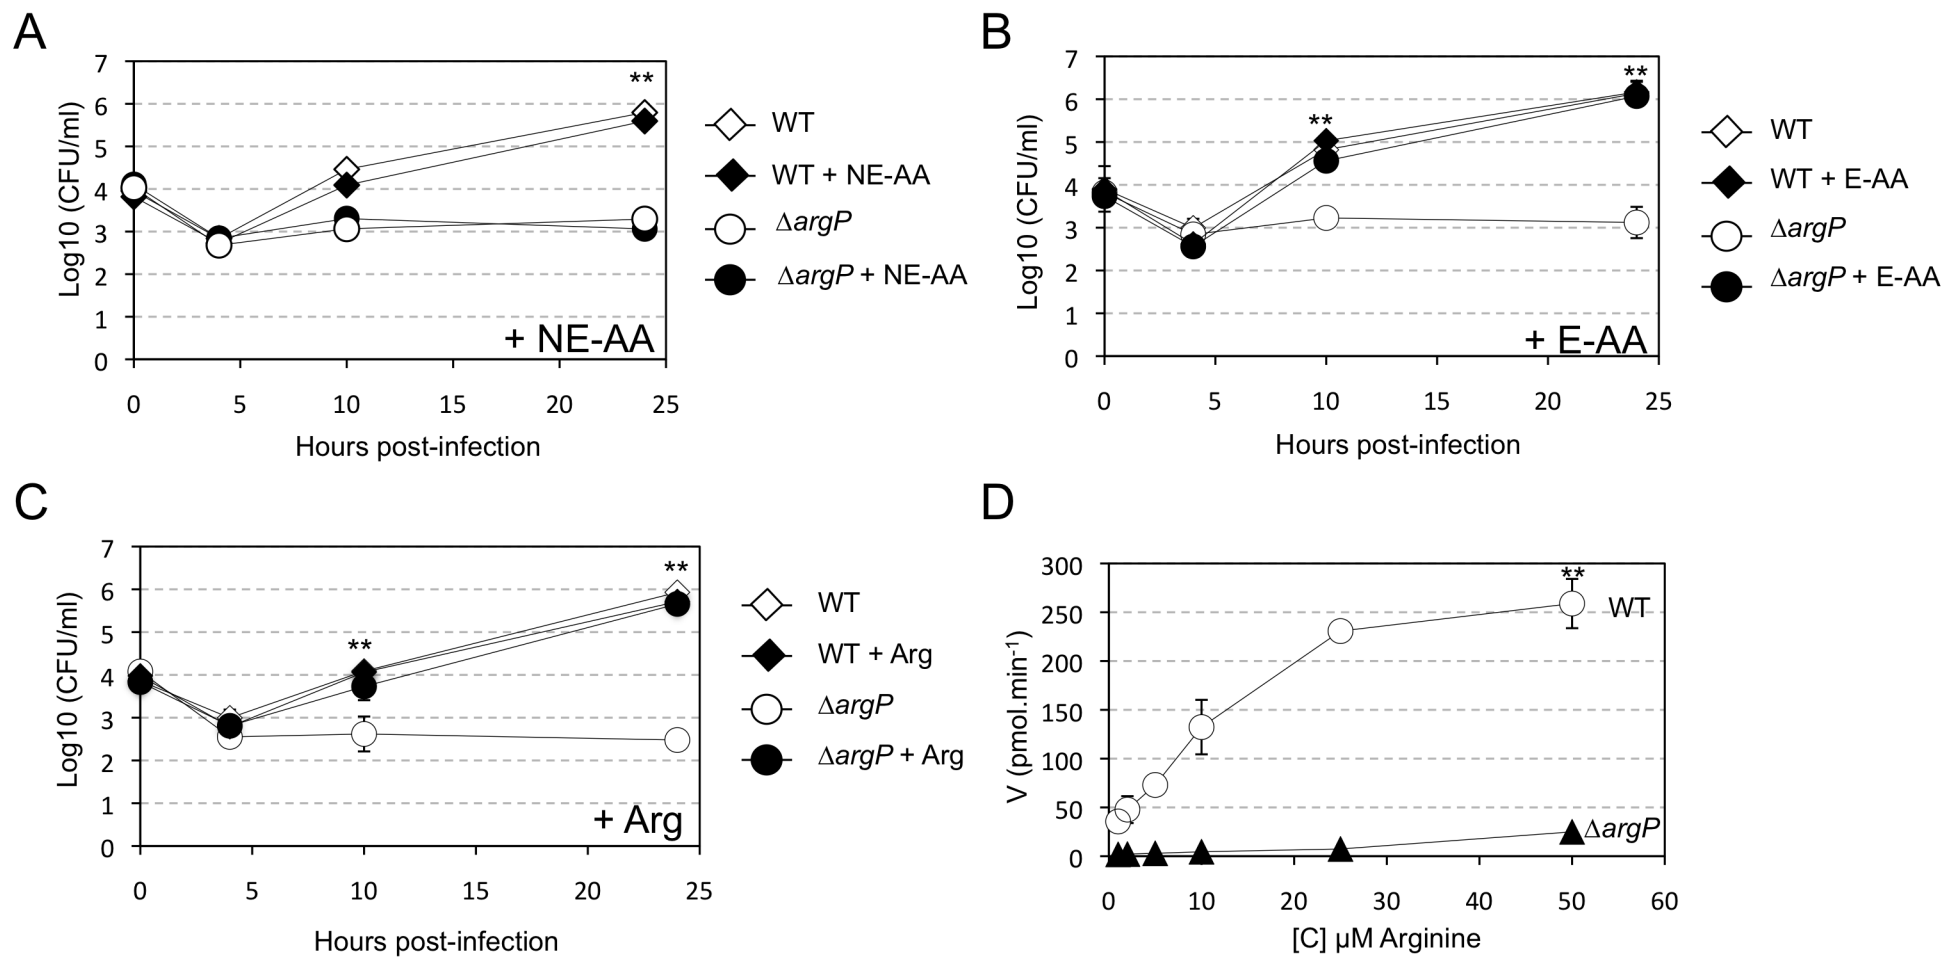 A
Log10 (CFU/ml)
7
6
5
4
3
2
1
0
**
+ NE-AA
0 5 10 15 20 25
Hours post-infection
WT
WT + NE-AA
ΔargP
ΔargP + NE-AA
B
Log10 (CFU/ml)
7
6
5
4
3
2
1
0
**
**
+ E-AA
0 5 10 15 20 25
Hours post-infection
WT
WT + E-AA
ΔargP
ΔargP + E-AA
C
Log10 (CFU/ml)
7
6
5
4
3
2
1
0
**
**
+ Arg
0 5 10 15 20 25
Hours post-infection
WT
WT + Arg
ΔargP
ΔargP + Arg
D
V (pmol.min⁻¹)
300
250
200
150
100
50
0
**
WT
ΔargP
0 10 20 30 40 50 60
[C] µM Arginine